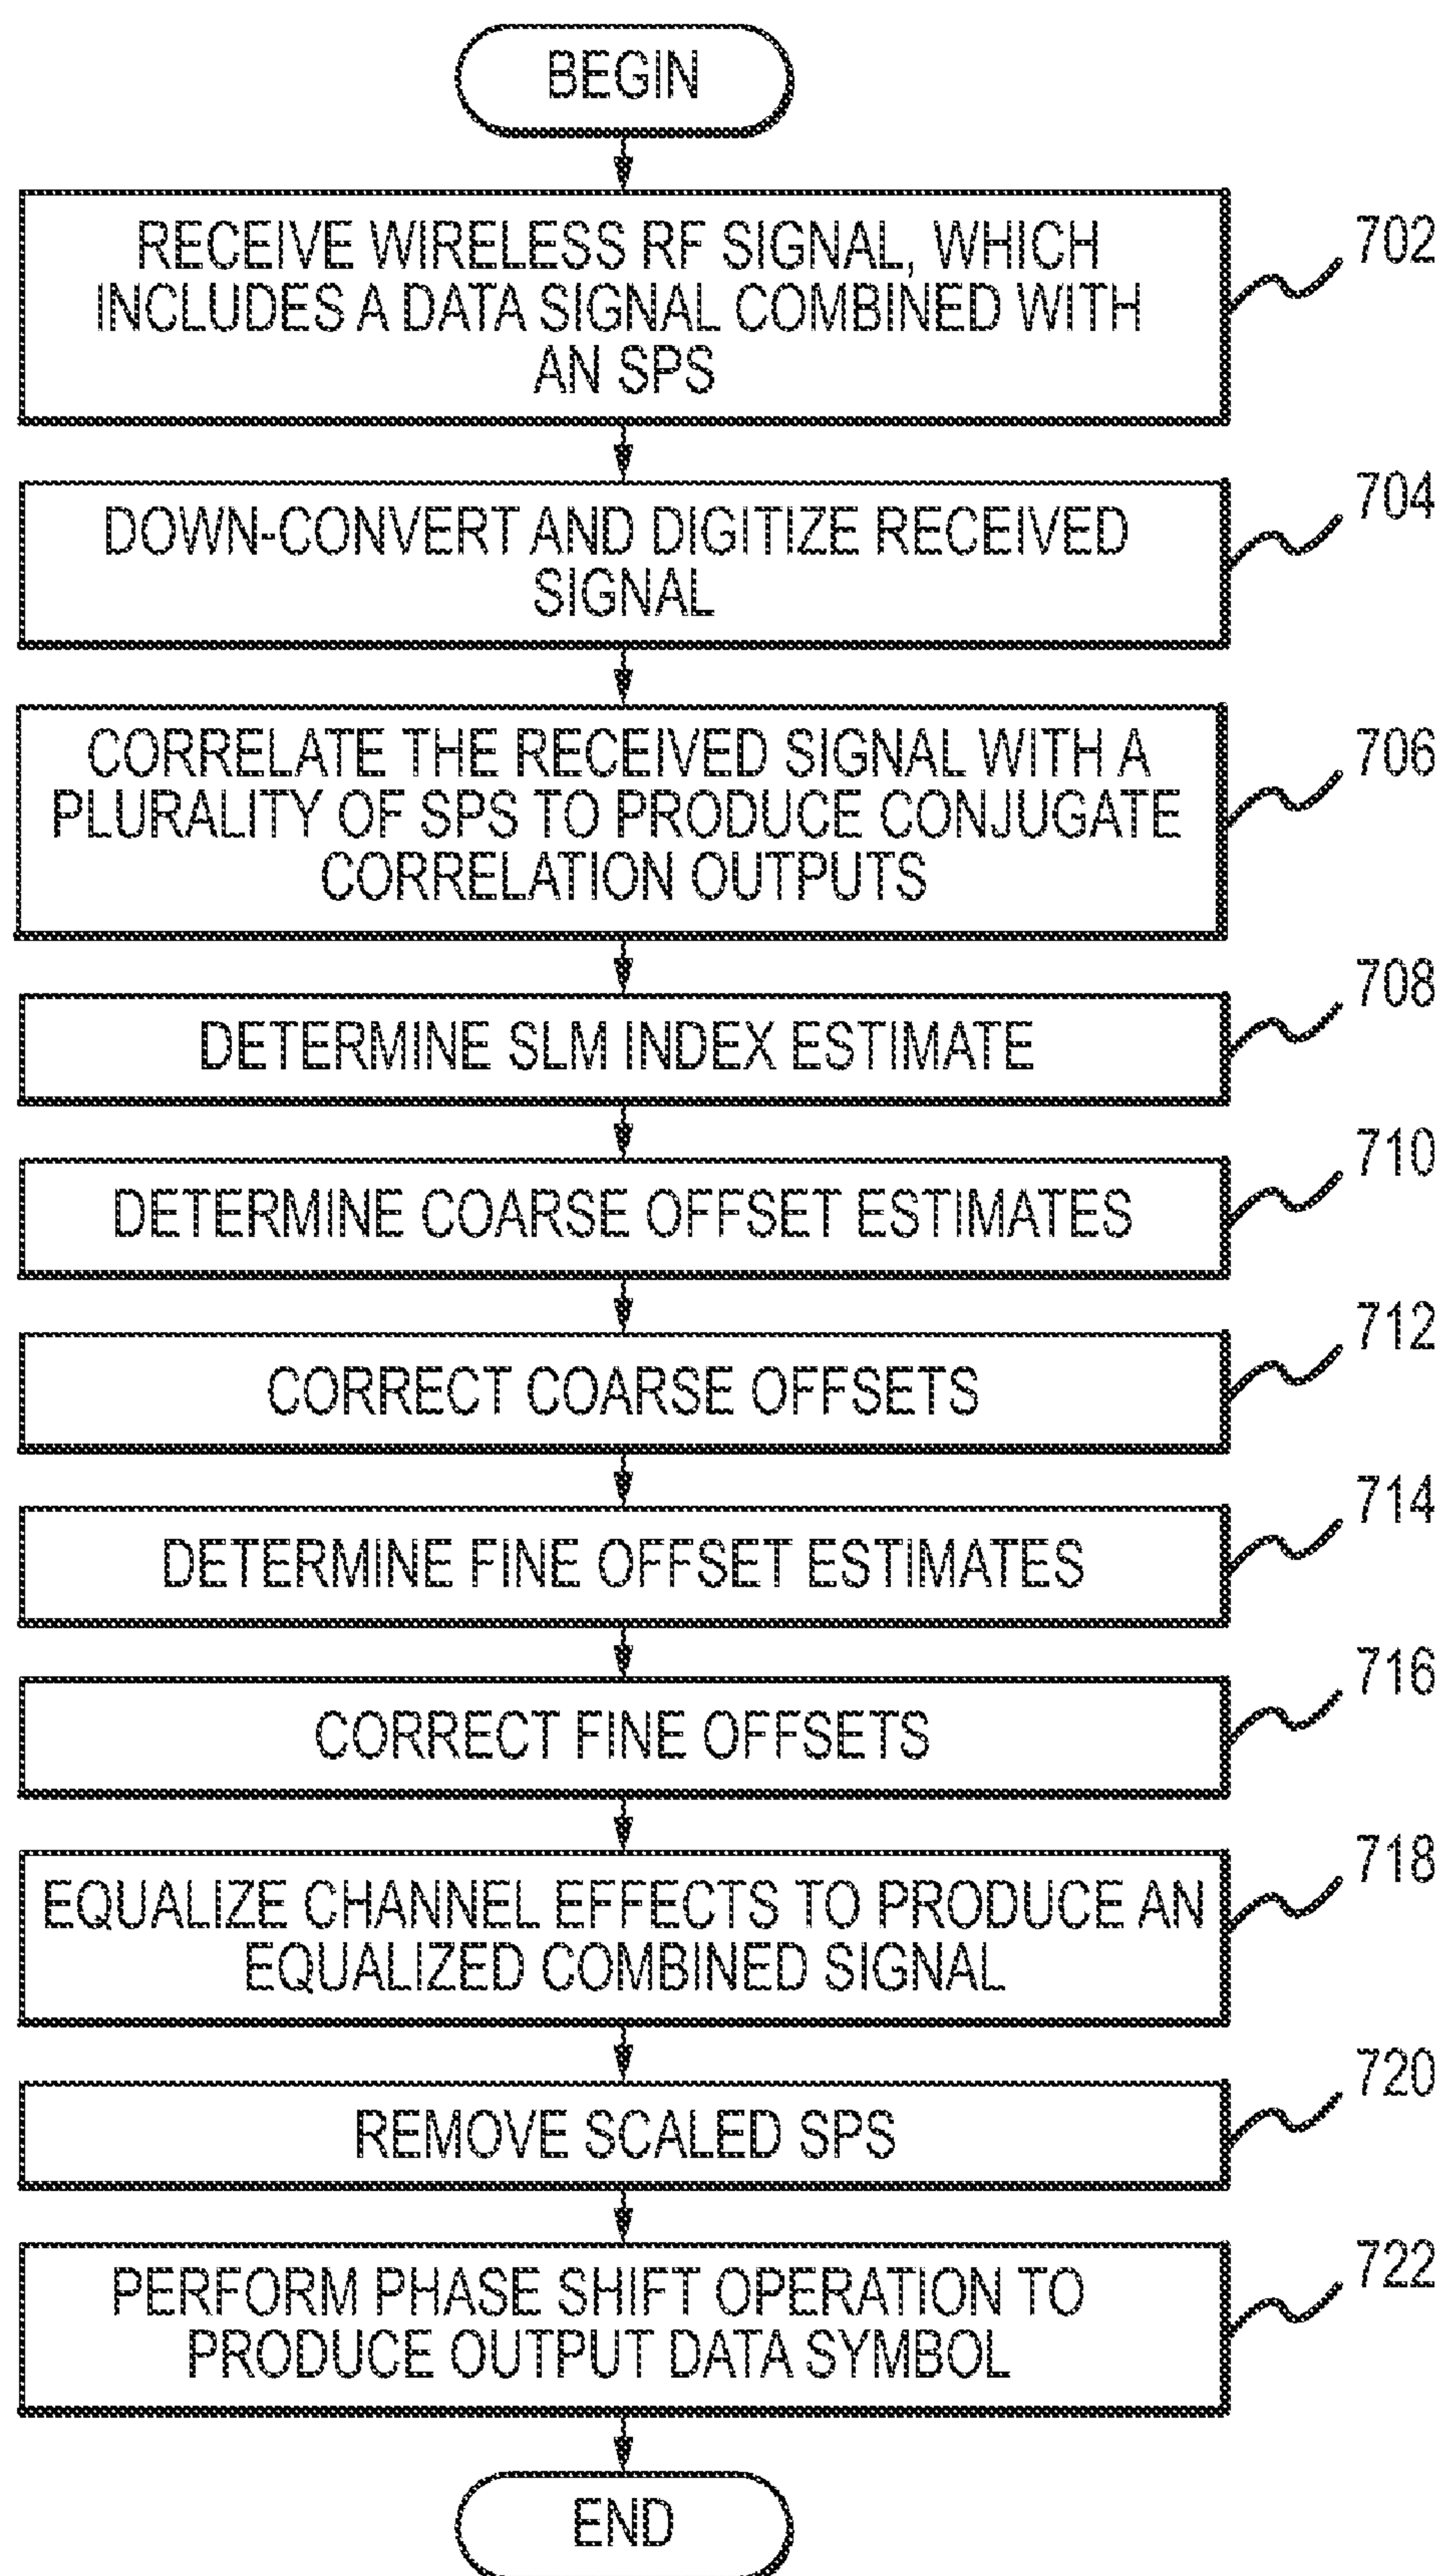 BEGIN
RECEIVE WIRELESS RF SIGNAL, WHICH
INCLUDES A DATA SIGNAL COMBINED WITH
AN SPS
702
DOWN-CONVERT AND DIGITIZE RECEIVED
SIGNAL
704
CORRELATE THE RECEIVED SIGNAL WITH A
PLURALITY OF SPS TO PRODUCE CONJUGATE
CORRELATION OUTPUTS
706
DETERMINE SLM INDEX ESTIMATE
708
DETERMINE COARSE OFFSET ESTIMATES
710
CORRECT COARSE OFFSETS
712
DETERMINE FINE OFFSET ESTIMATES
714
CORRECT FINE OFFSETS
716
EQUALIZE CHANNEL EFFECTS TO PRODUCE AN
EQUALIZED COMBINED SIGNAL
718
REMOVE SCALED SPS
720
PERFORM PHASE SHIFT OPERATION TO
PRODUCE OUTPUT DATA SYMBOL
722
END